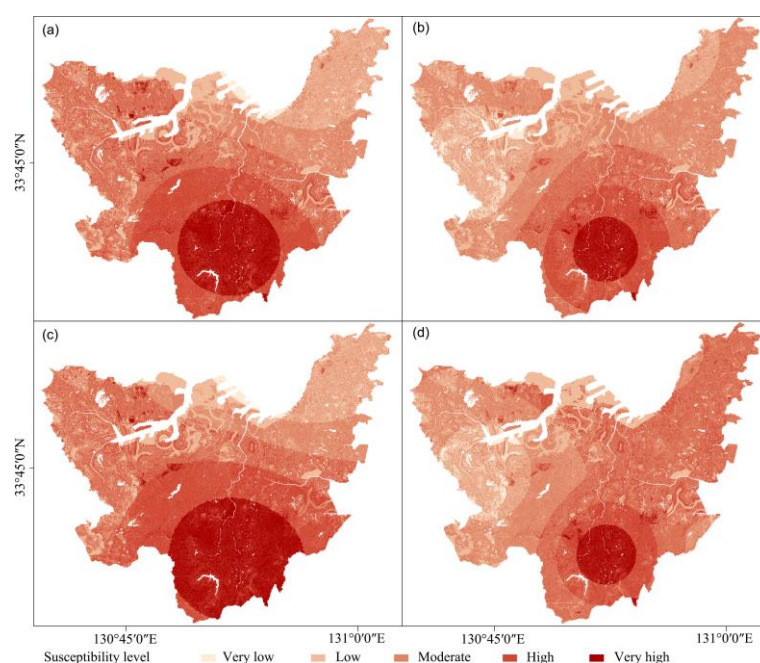 (a)
(b)
33°45′0″N
(c)
(d)
33°45′0″N
130°45′0″E
131°0′0″E
130°45′0″E
131°0′0″E
Susceptibility level Very low Low Moderate High Very high